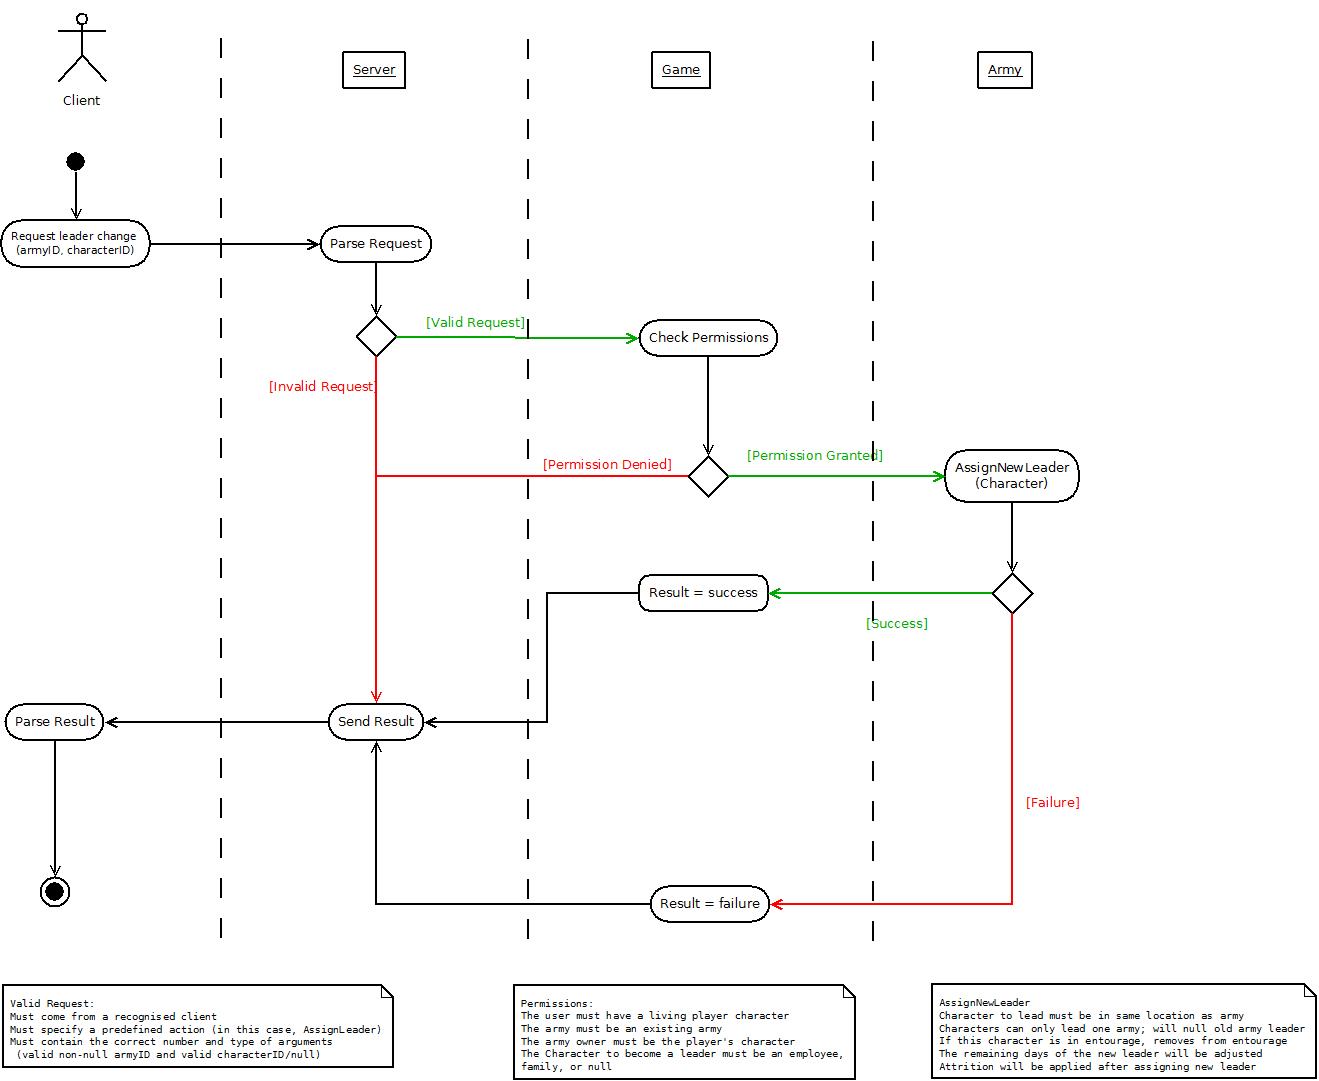 Client
Server
Game
Army
Request leader change
(armyID, characterID)
Parse Request
[Valid Request]
Check Permissions
[Invalid Request]
[Permission Denied]
[Permission Granted]
AssignNewLeader
(Character)
Result = success
[Success]
Parse Result
Send Result
[Failure]
Result = failure
Valid Request:
Must come from a recognised client
Must specify a predefined action (in this case, AssignLeader)
Must contain the correct number and type of arguments
(valid non-null armyID and valid characterID/null)
Permissions:
The user must have a living player character
The army must be an existing army
The army owner must be the player's character
The Character to become a leader must be an employee,
family, or null
AssignNewLeader
Character to lead must be in same location as army
Characters can only lead one army; will null old army leader
If this character is in entourage, removes from entourage
The remaining days of the new leader will be adjusted
Attrition will be applied after assigning new leader